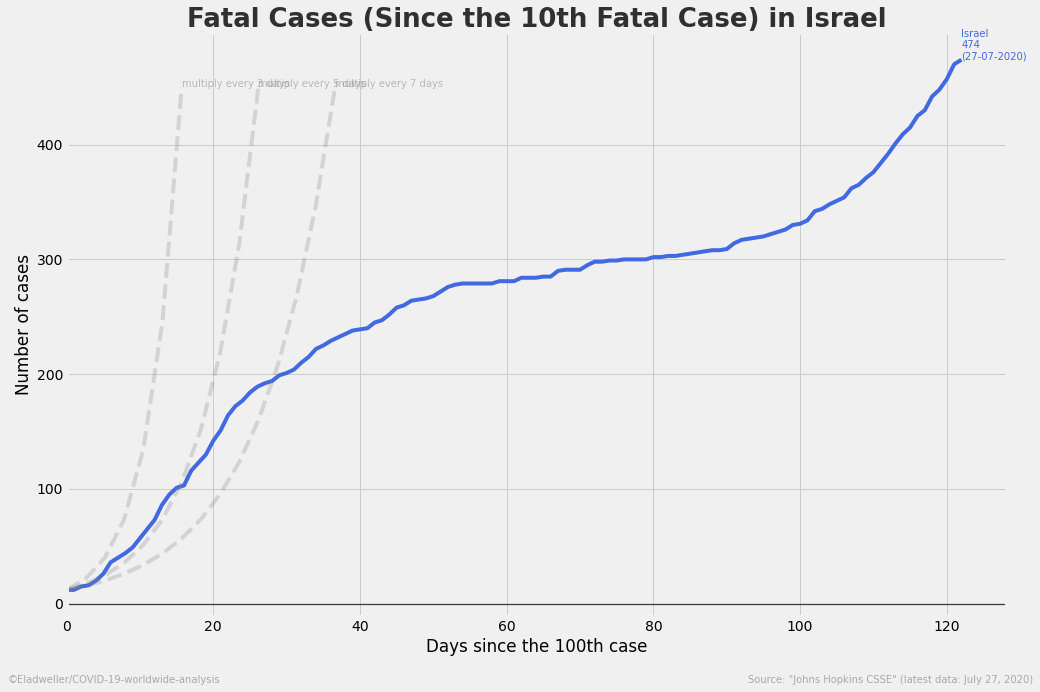 Fatal Cases (Since the 10th Fatal Case) in Israel
Israel
474
(27-07-2020)
multiply every 3 days
multiply every 5 days
multiply every 7 days
Number of cases
400
300
200
100
0
0 20 40 60 80 100 120
Days since the 100th case
©Eladweller/COVID-19-worldwide-analysis
Source: "Johns Hopkins CSSE" (latest data: July 27, 2020)